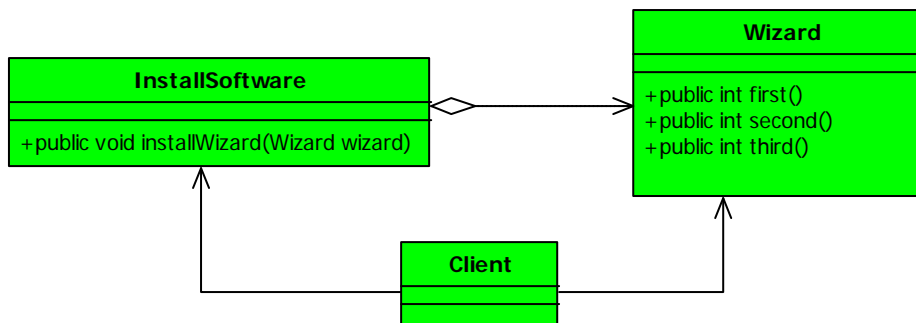 Wizard
InstallSoftware
+public int first()
+public int second()
+public int third()
+public void installWizard(Wizard wizard)
Client